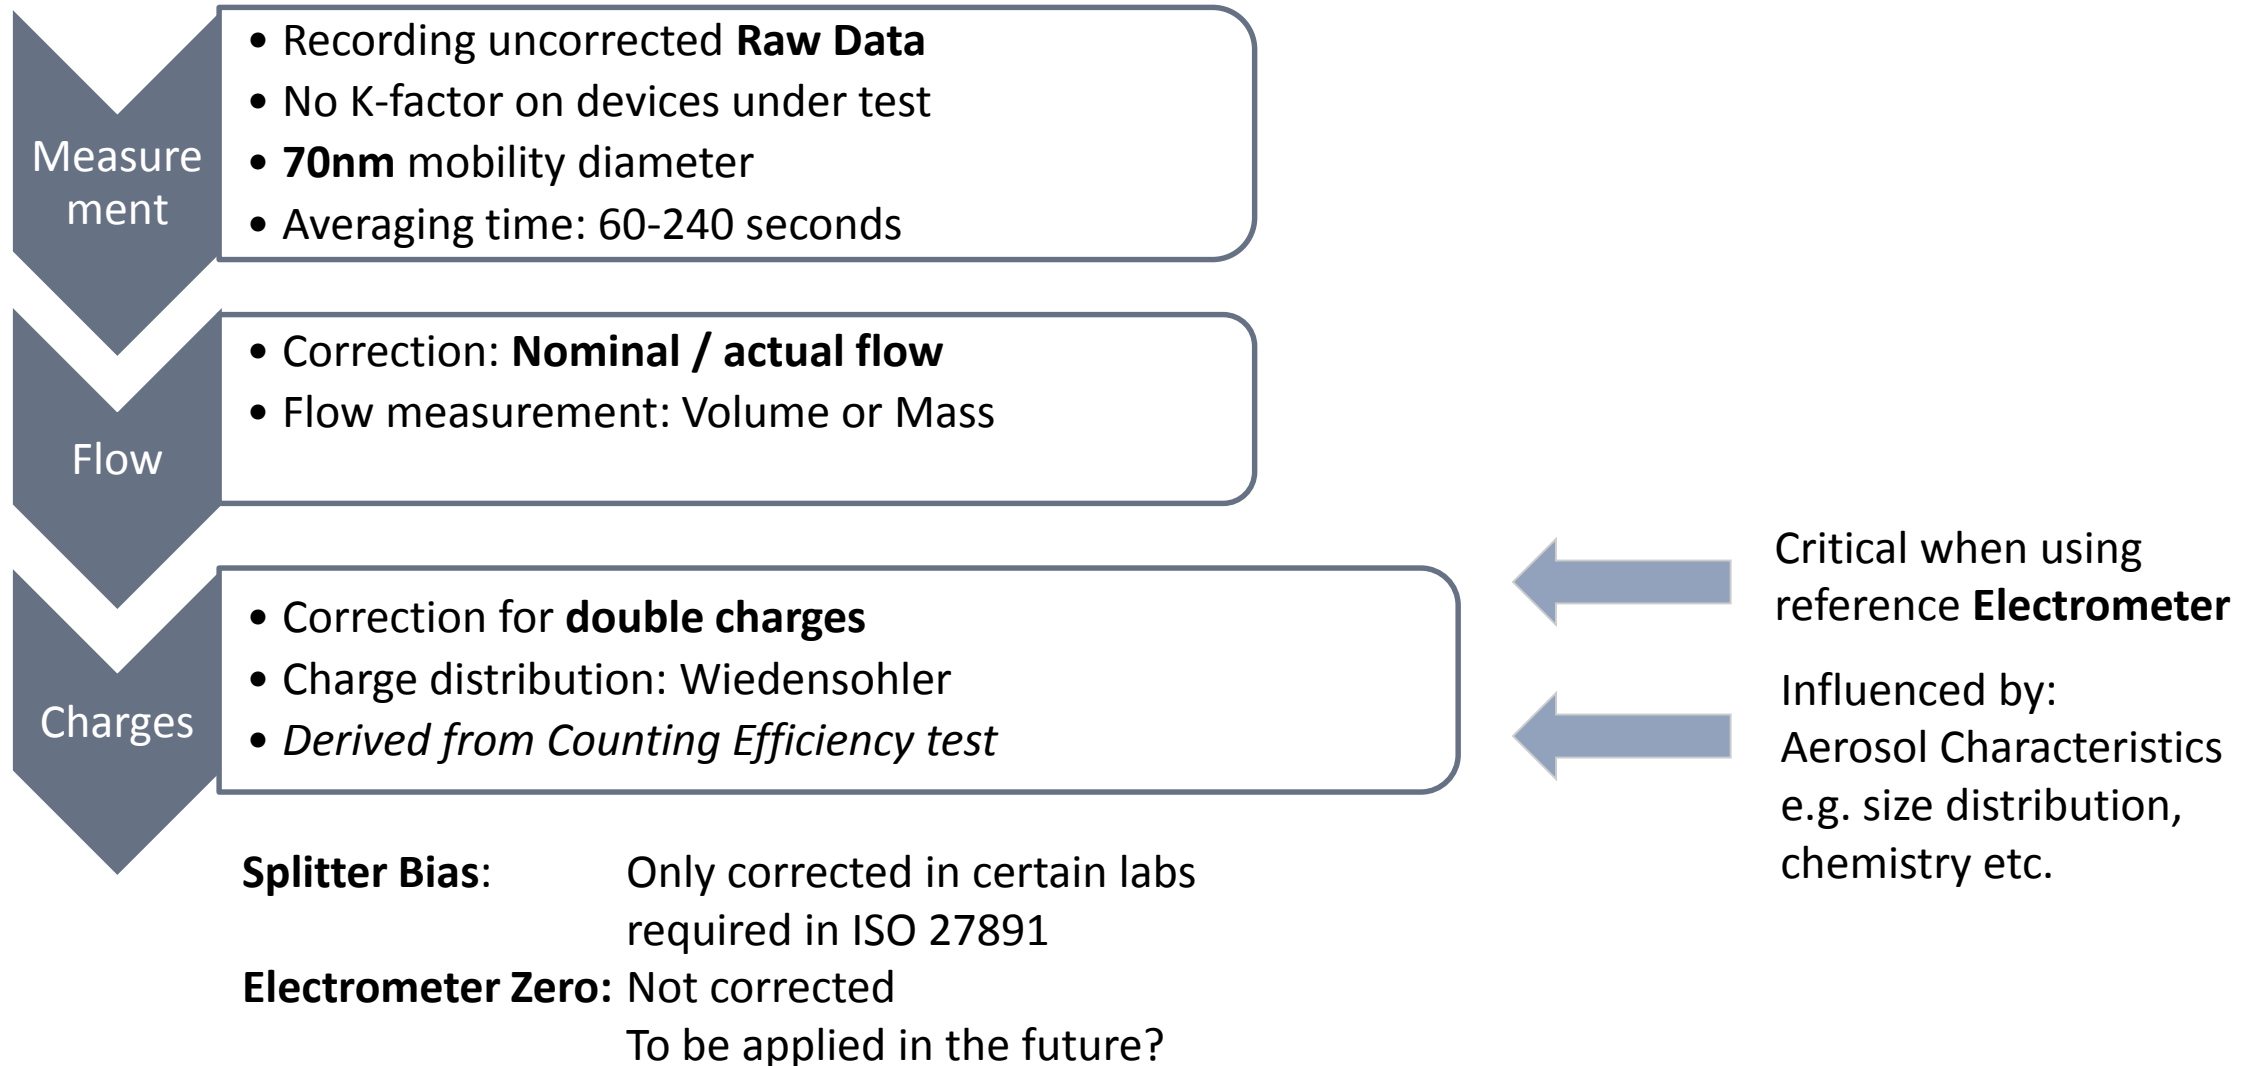 Measure
ment
• Recording uncorrected Raw Data
• No K-factor on devices under test
• 70nm mobility diameter
• Averaging time: 60-240 seconds
Flow
• Correction: Nominal / actual flow
• Flow measurement: Volume or Mass
Charges
• Correction for double charges
• Charge distribution: Wiedensohler
• Derived from Counting Efficiency test
Critical when using
reference Electrometer
Influenced by:
Aerosol Characteristics
e.g. size distribution,
chemistry etc.
Splitter Bias: Only corrected in certain labs
required in ISO 27891
Electrometer Zero: Not corrected
To be applied in the future?